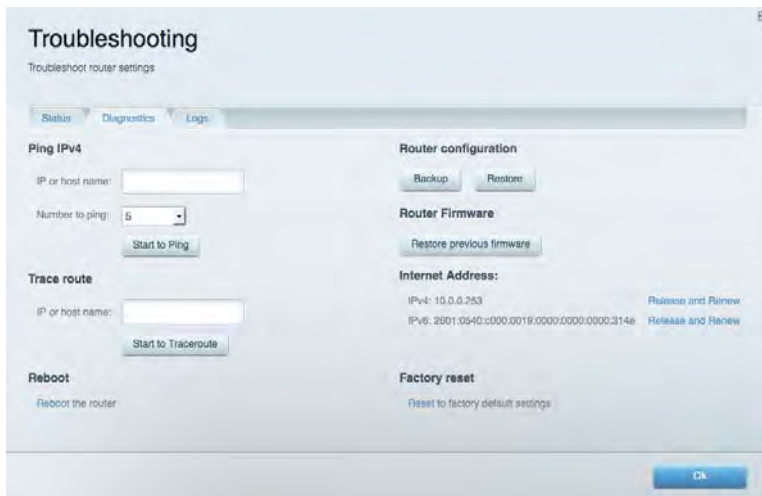 Troubleshooting
Troubleshoot router settings
Status
Diagnostics
Logs
Ping IPv4
IP or host name:
Number to ping: 5
Start to Ping
Trace route
IP or host name:
Start to Traceroute
Reboot
Reboot the router
Router configuration
Backup
Restore
Router Firmware
Restore previous firmware
Internet Address:
IPv4: 10.0.0.253 Release and Renew
IPv6: 2601:0540:c000:0019:0000:0000:0000:314e Release and Renew
Factory reset
Reset to factory default settings
Ok